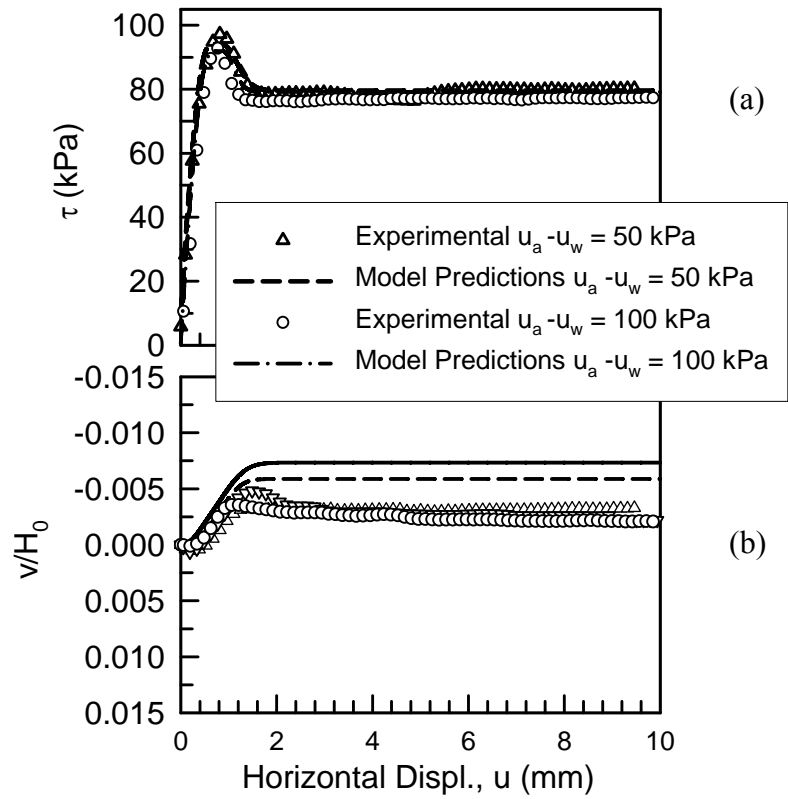 100
80
60
40
20
0
τ (kPa)
(a)
Experimental u_a -u_w = 50 kPa
Model Predictions u_a -u_w = 50 kPa
Experimental u_a -u_w = 100 kPa
Model Predictions u_a -u_w = 100 kPa
-0.015
-0.010
-0.005
0.000
0.005
0.010
0.015
v/H_0
(b)
0 2 4 6 8 10
Horizontal Displ., u (mm)